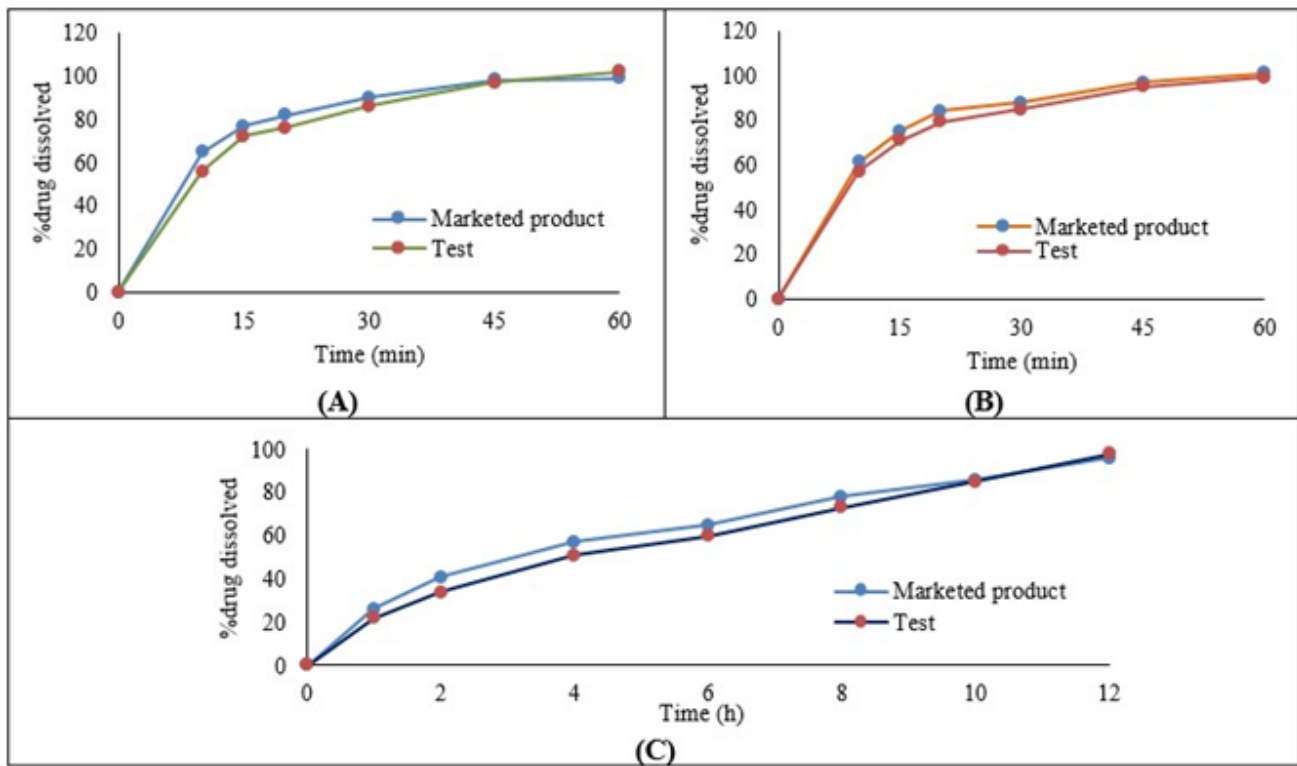 120
100
80
60
40
20
0
%drug dissolved
Marketed product
Test
0 15 30 45 60
Time (min)
(A)
120
100
80
60
40
20
0
%drug dissolved
Marketed product
Test
0 15 30 45 60
Time (min)
(B)
100
80
60
40
20
0
%drug dissolved
Marketed product
Test
0 2 4 6 8 10 12
Time (h)
(C)